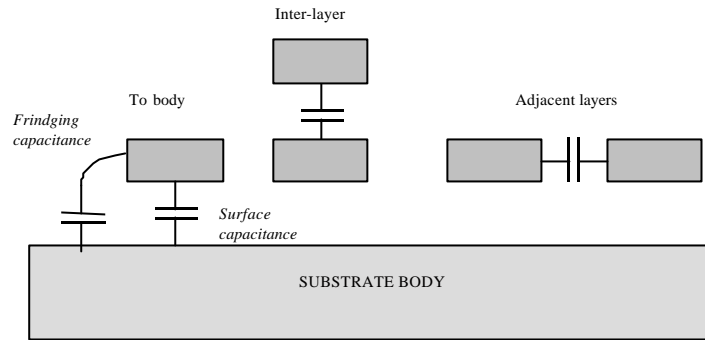 Inter-layer
To body
Adjacent layers
Frindging
capacitance
Surface
capacitance
SUBSTRATE BODY